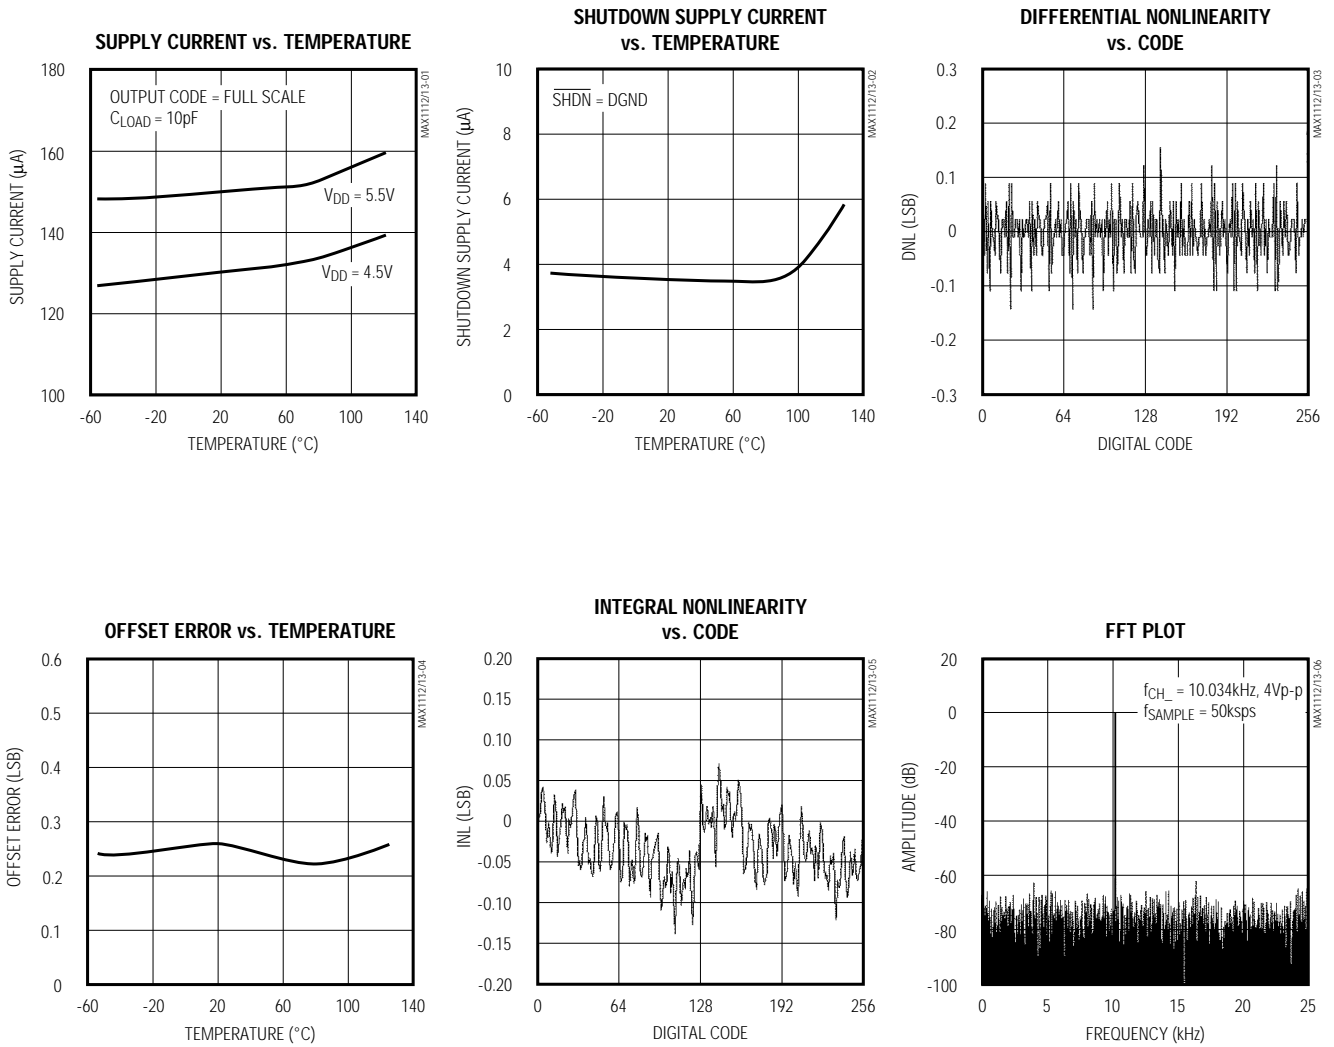 SUPPLY CURRENT vs. TEMPERATURE
180
160
140
120
100
-60
-20
20
60
100
140
SUPPLY CURRENT (μA)
TEMPERATURE (°C)
OUTPUT CODE = FULL SCALE
CLOAD = 10pF
VDD = 5.5V
VDD = 4.5V
MAX1112/13-01
SHUTDOWN SUPPLY CURRENT
vs. TEMPERATURE
10
8
6
4
2
0
-60
-20
20
60
100
140
SHUTDOWN SUPPLY CURRENT (μA)
TEMPERATURE (°C)
SHDN = DGND
MAX1112/13-02
DIFFERENTIAL NONLINEARITY
vs. CODE
0.3
0.2
0.1
0
-0.1
-0.2
-0.3
0
64
128
192
256
DNL (LSB)
DIGITAL CODE
MAX1112/13-03
OFFSET ERROR vs. TEMPERATURE
0.6
0.5
0.4
0.3
0.2
0.1
0
-60
-20
20
60
100
140
OFFSET ERROR (LSB)
TEMPERATURE (°C)
MAX1112/13-04
INTEGRAL NONLINEARITY
vs. CODE
0.20
0.15
0.10
0.05
0
-0.05
-0.10
-0.15
-0.20
0
64
128
192
256
INL (LSB)
DIGITAL CODE
MAX1112/13-05
FFT PLOT
20
0
-20
-40
-60
-80
-100
0
5
10
15
20
25
AMPLITUDE (dB)
FREQUENCY (kHz)
fCH_ = 10.034kHz, 4Vp-p
fSAMPLE = 50ksps
MAX1112/13-06